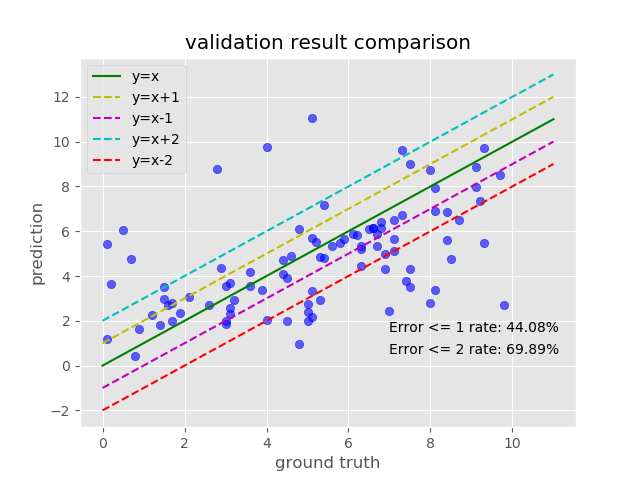 validation result comparison
y=x
y=x+1
y=x-1
y=x+2
y=x-2
12
10
8
6
4
2
0
−2
prediction
Error <= 1 rate: 44.08%
Error <= 2 rate: 69.89%
0 2 4 6 8 10
ground truth